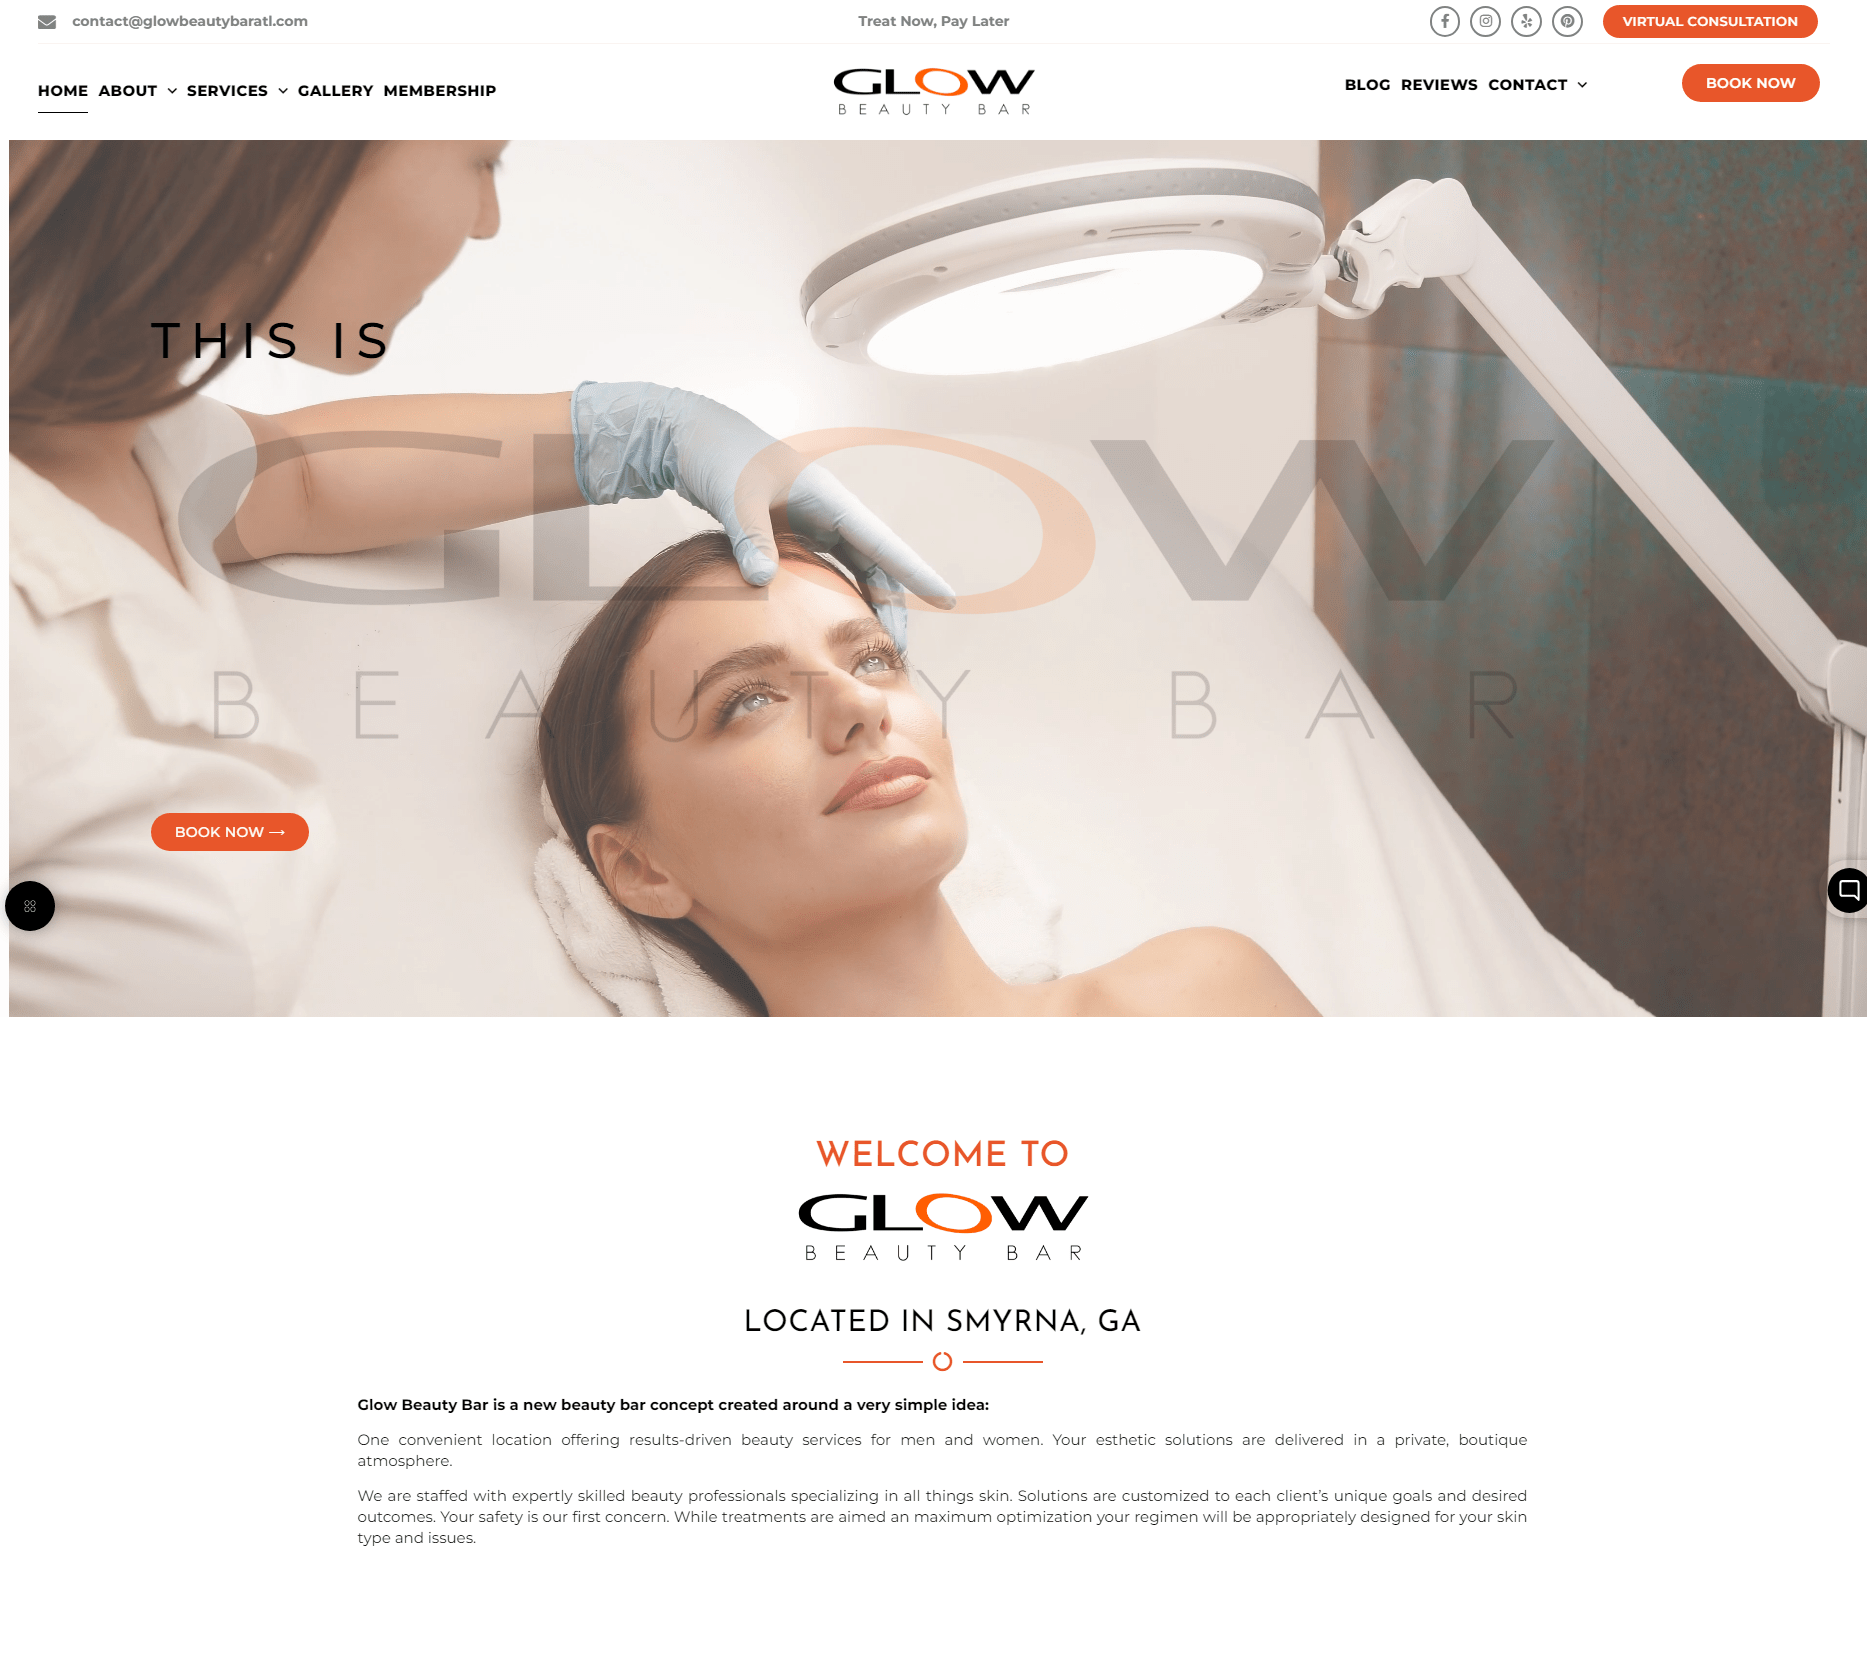 contact@glowbeautybaratl.com
Treat Now, Pay Later
VIRTUAL CONSULTATION
HOME ABOUT SERVICES GALLERY MEMBERSHIP
GLOW
BEAUTY BAR
BLOG REVIEWS CONTACT
BOOK NOW
THIS IS
GLOW
BEAUTY BAR
BOOK NOW →
WELCOME TO
GLOW
BEAUTY BAR
LOCATED IN SMYRNA, GA
Glow Beauty Bar is a new beauty bar concept created around a very simple idea:
One convenient location offering results-driven beauty services for men and women. Your esthetic solutions are delivered in a private, boutique
atmosphere.
We are staffed with expertly skilled beauty professionals specializing in all things skin. Solutions are customized to each client’s unique goals and desired
outcomes. Your safety is our first concern. While treatments are aimed an maximum optimization your regimen will be appropriately designed for your skin
type and issues.